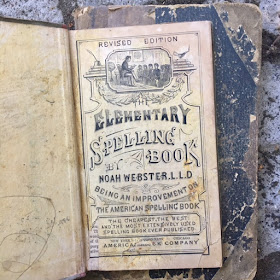 REVISED EDITION
THE
ELEMENTARY
SPELLING
BOOK
BY
NOAH WEBSTER, L.L.D
BEING AN IMPROVEMENT ON
THE AMERICAN SPELLING BOOK
THE CHEAPEST, THE BEST
AND THE MOST EXTENSIVELY USED
SPELLING BOOK EVER PUBLISHED
AMERICAN BOOK COMPANY